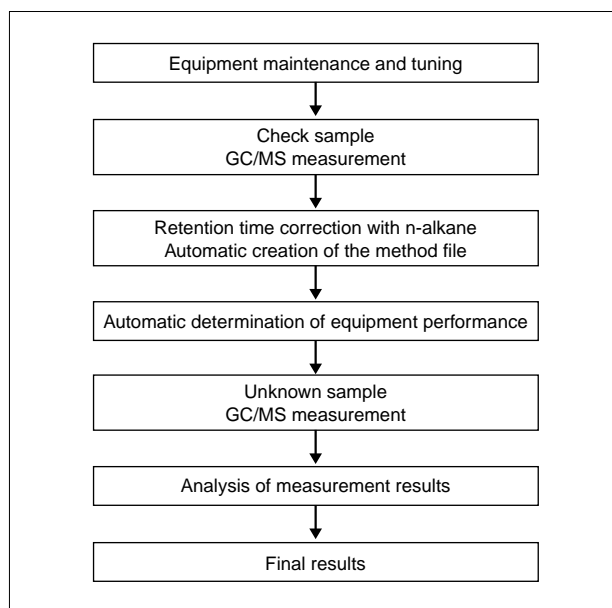 Equipment maintenance and tuning
Check sample
GC/MS measurement
Retention time correction with n-alkane
Automatic creation of the method file
Automatic determination of equipment performance
Unknown sample
GC/MS measurement
Analysis of measurement results
Final results